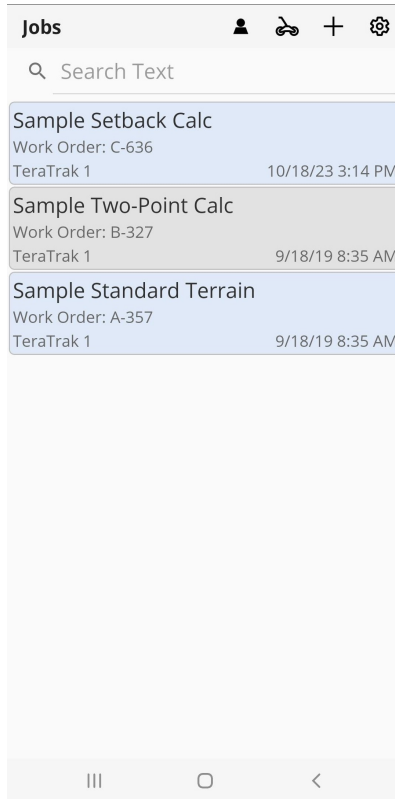 Jobs
Search Text
Sample Setback Calc
Work Order: C-636
TeraTrak 1 10/18/23 3:14 PM
Sample Two-Point Calc
Work Order: B-327
TeraTrak 1 9/18/19 8:35 AM
Sample Standard Terrain
Work Order: A-357
TeraTrak 1 9/18/19 8:35 AM